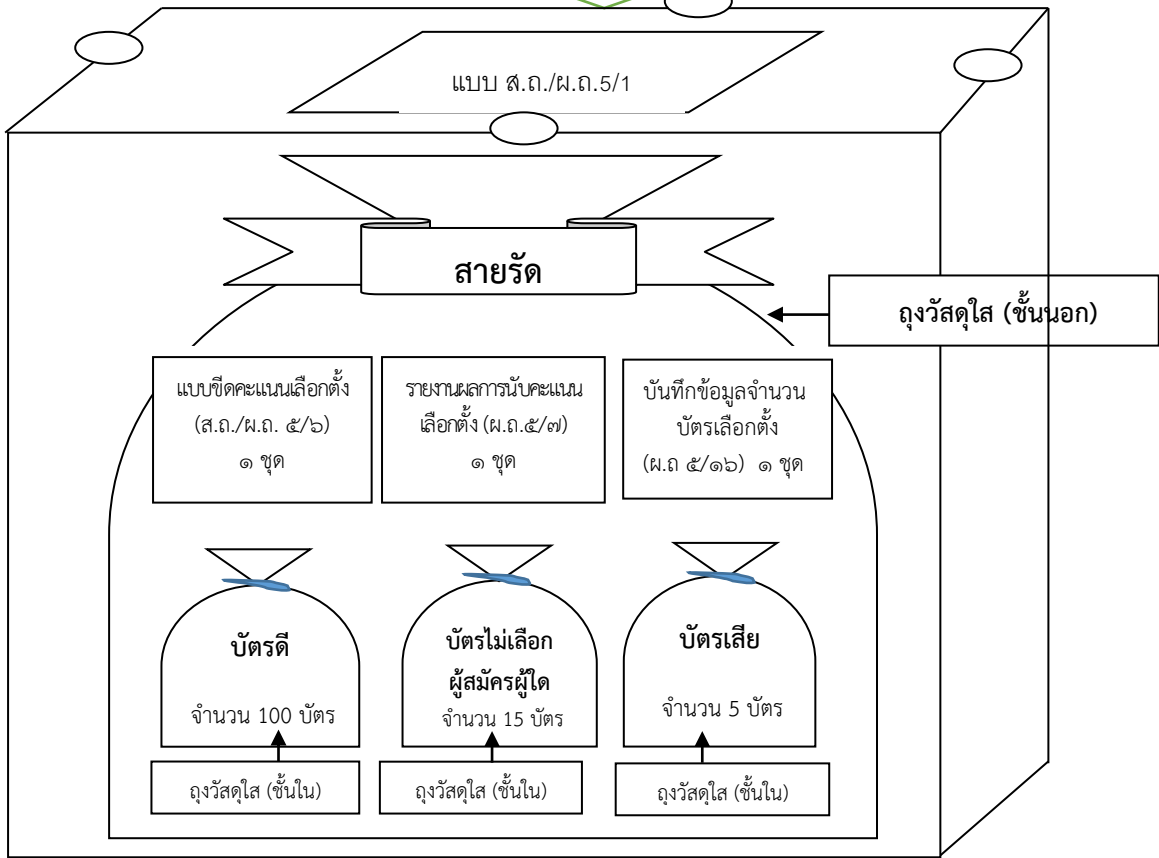 แบบ ส.ถ./ผ.ถ.5/1
สายรัด
ถุงวัสดุใส (ชั้นนอก)
แบบขีดคะแนนเลือกตั้ง
(ส.ถ./ผ.ถ. ๕/๖)
๑ ชุด
รายงานผลการนับคะแนน
เลือกตั้ง (ผ.ถ.๕/๗)
๑ ชุด
บันทึกข้อมูลจำนวน
บัตรเลือกตั้ง
(ผ.ถ ๕/๑๖) ๑ ชุด
บัตรดี
จำนวน 100 บัตร
บัตรไม่เลือก
ผู้สมัครผู้ใด
จำนวน 15 บัตร
บัตรเสีย
จำนวน 5 บัตร
ถุงวัสดุใส (ชั้นใน)
ถุงวัสดุใส (ชั้นใน)
ถุงวัสดุใส (ชั้นใน)